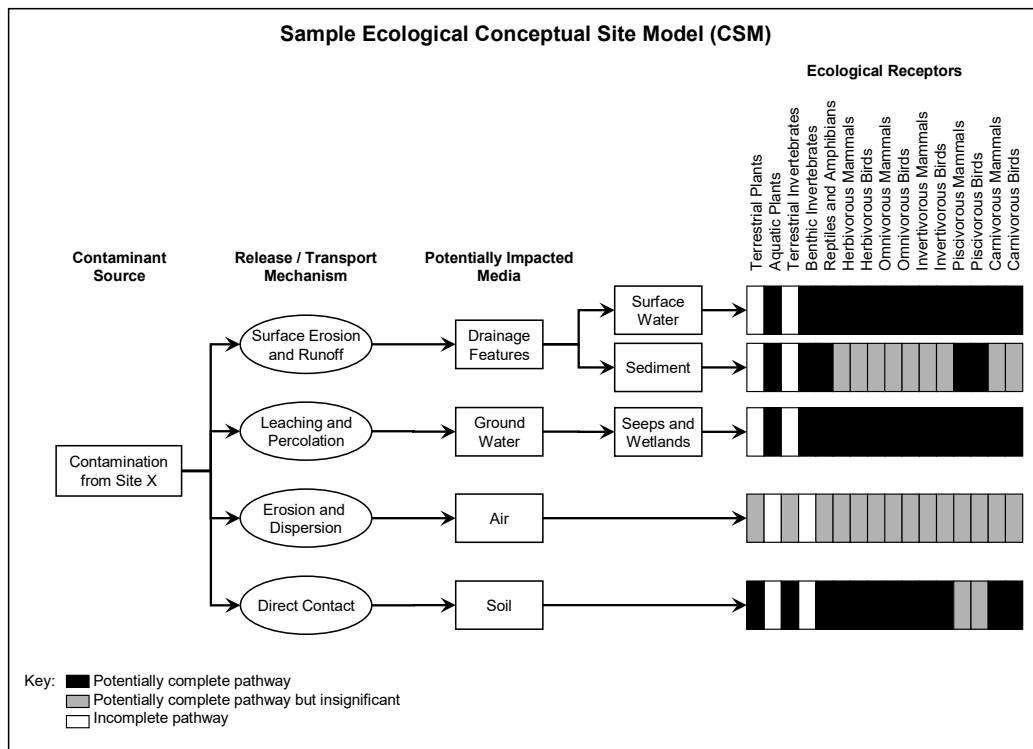 Sample Ecological Conceptual Site Model (CSM)
Ecological Receptors
Terrestrial Plants
Aquatic Plants
Terrestrial Invertebrates
Benthic Invertebrates
Reptiles and Amphibians
Herbivorous Mammals
Herbivorous Birds
Omnivorous Mammals
Omnivorous Birds
Invertivorous Mammals
Invertivorous Birds
Piscivorous Mammals
Piscivorous Birds
Carnivorous Mammals
Carnivorous Birds
Contaminant
Source
Release / Transport
Mechanism
Potentially Impacted
Media
Surface
Water
Surface Erosion
and Runoff
Drainage
Features
Sediment
Leaching and
Percolation
Ground
Water
Seeps and
Wetlands
Contamination
from Site X
Erosion and
Dispersion
Air
Direct Contact
Soil
Key:
Potentially complete pathway
Potentially complete pathway but insignificant
Incomplete pathway